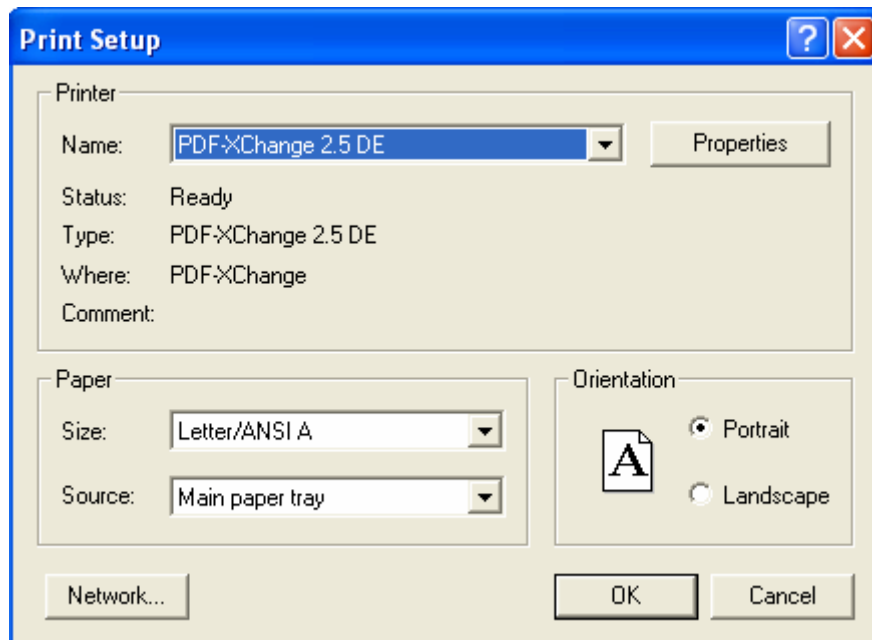 Print Setup
Printer
Name: PDF-XChange 2.5 DE Properties
Status: Ready
Type: PDF-XChange 2.5 DE
Where: PDF-XChange
Comment:
Paper
Size: Letter/ANSI A
Source: Main paper tray
Orientation
A
Portrait
Landscape
Network...
OK
Cancel